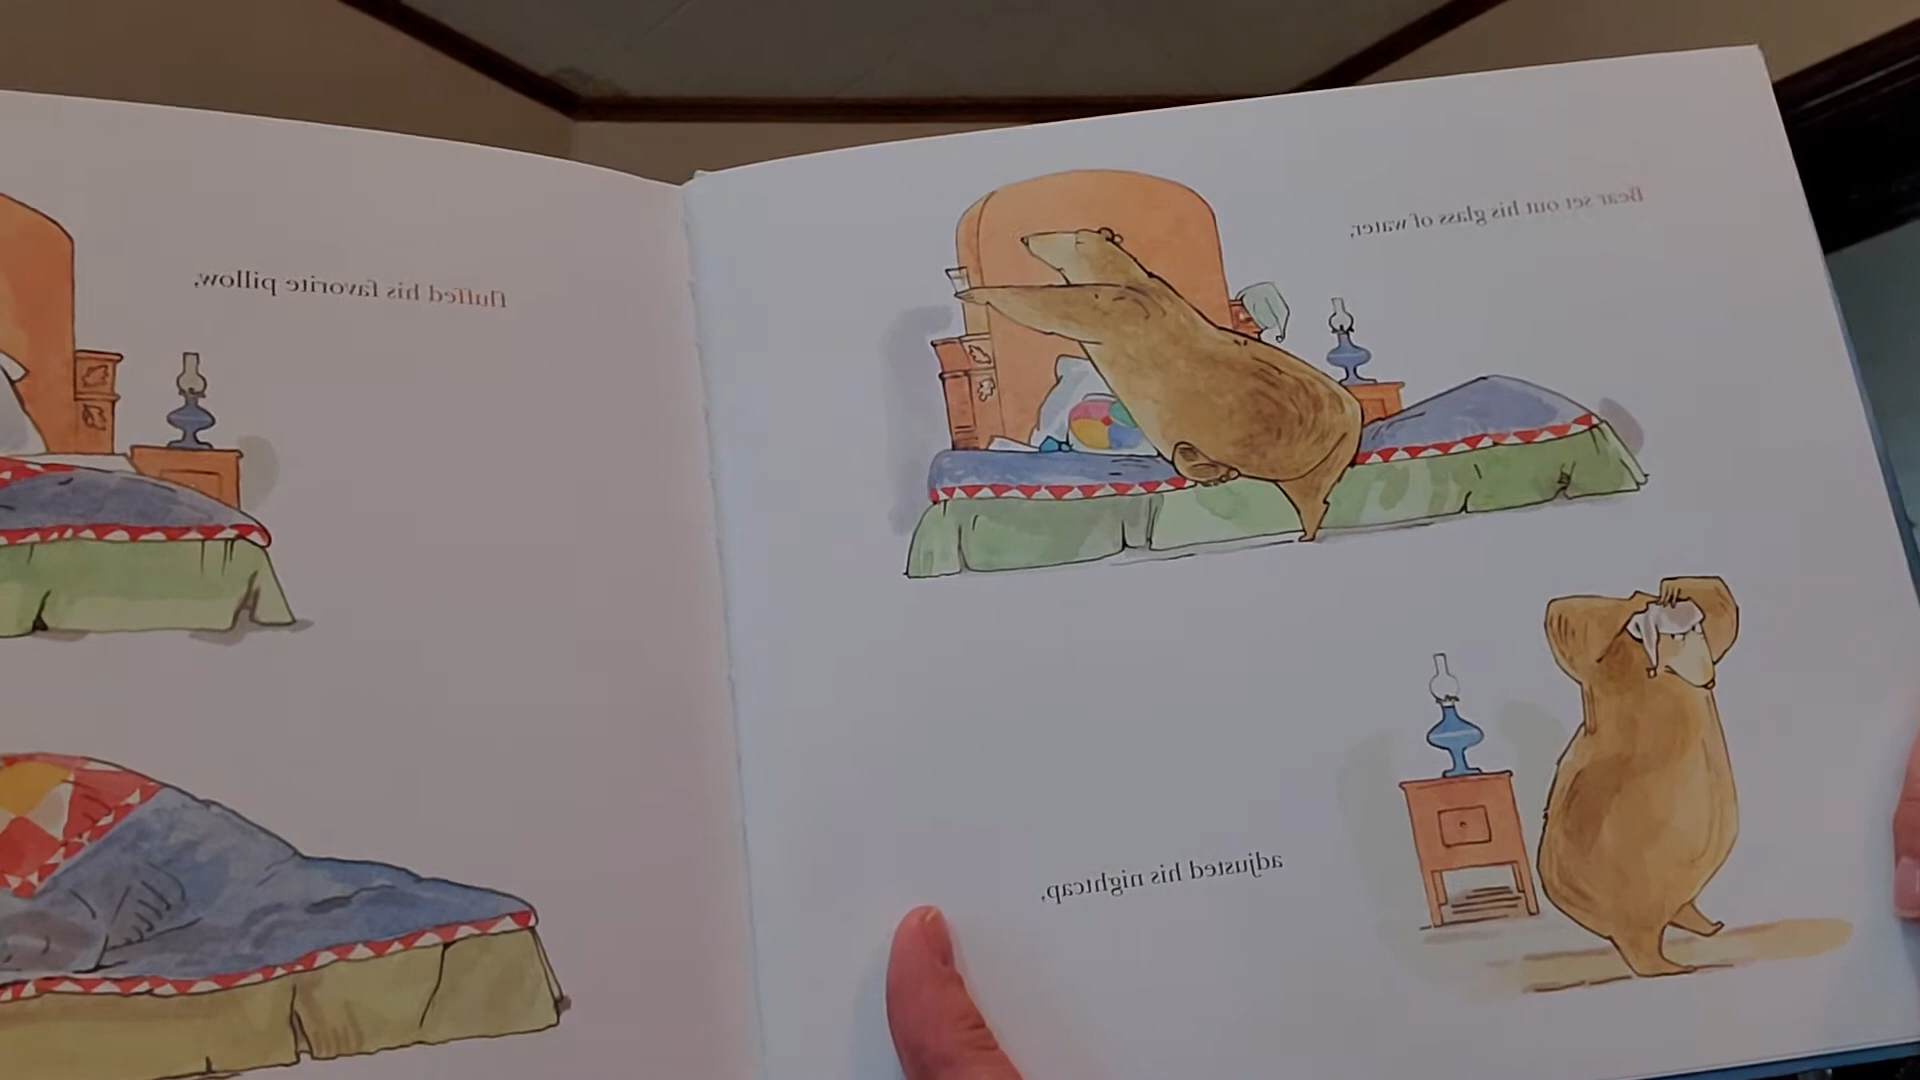 Bear set out his glass of water,
adjusted his nightcap,
fluffed his favorite pillow,